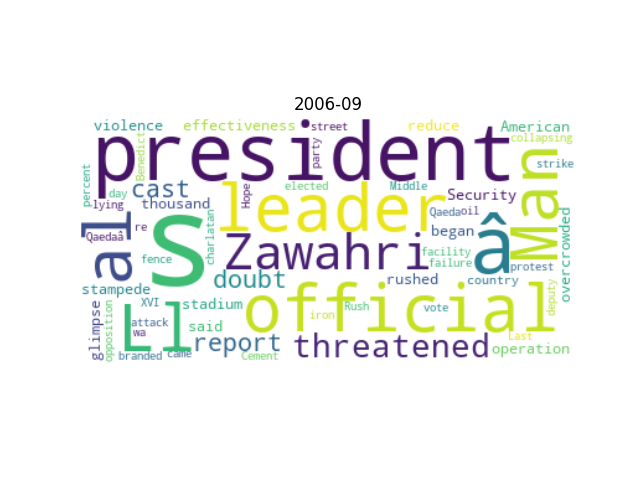 2006-09
violence
effectiveness
street
reduce
American
president
party
collapsing
percent
Benedict
cast
Hope
elected
Middle
strike
day
lying
thousand
leader
Security
Man
Qaeda
oil
al
S
charlatan
began
â
overcrowded
Qaedaâ
re
Zawahri
facility
failure
protest
fence
doubt
rushed
country
stampede
XVI
stadium
official
deputy
glimpse
opposition
Ll
attack
wa
said
iron
Rush
vote
Last
report
threatened
operation
branded
came
Cement